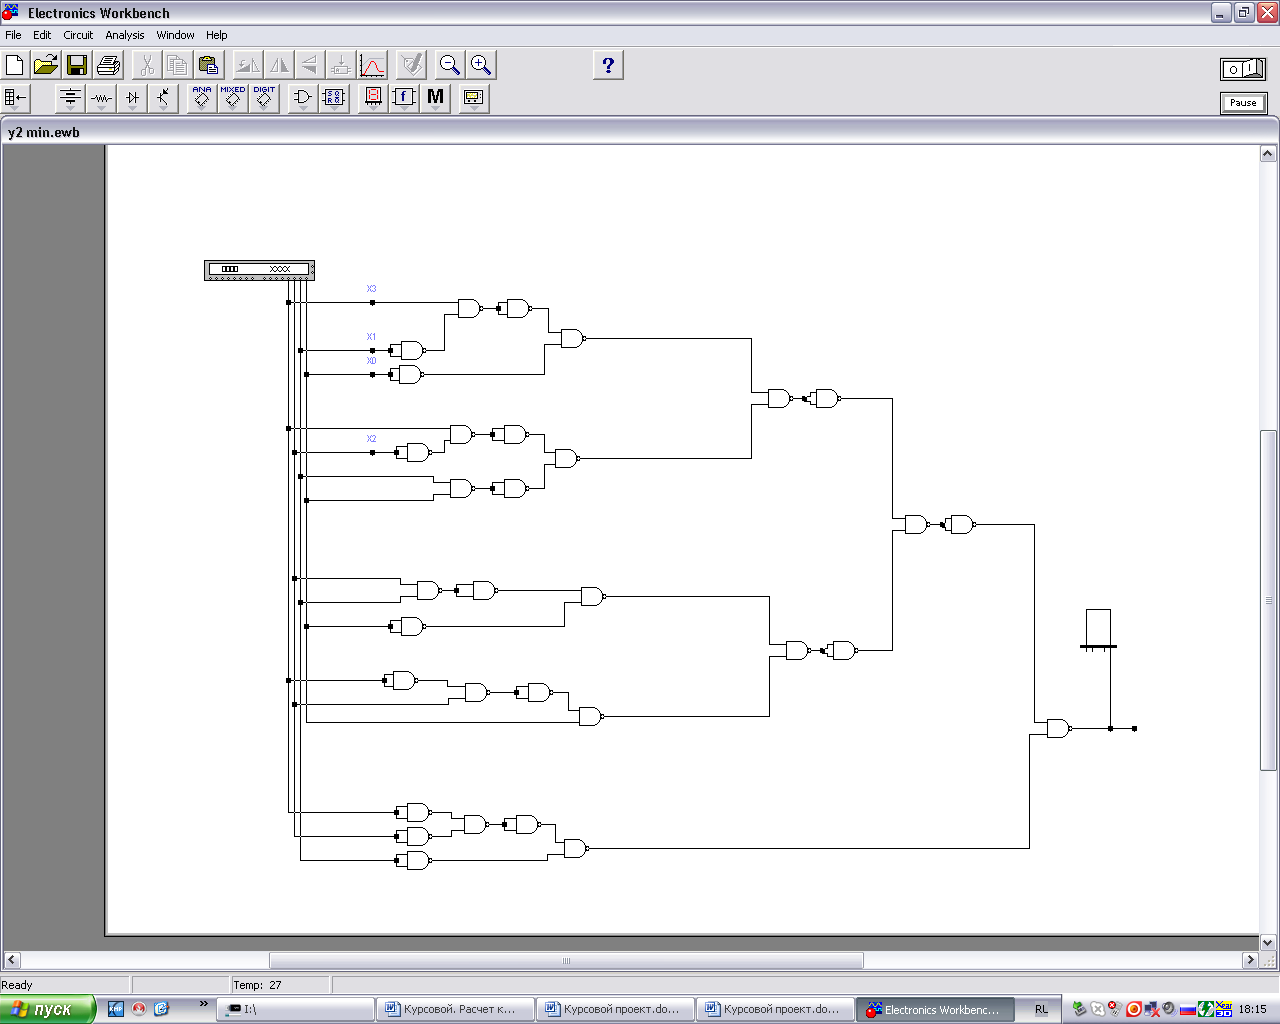 Electronics Workbench
File Edit Circuit Analysis Window Help
?
O I
ANA MIXED DIGIT
M
Pause
y2 min.ewb
XXXX
X3
X1
X0
X2
Ready
Temp: 27
пуск
I:\
Курсовой. Расчет к...
Курсовой проект.do...
Курсовой проект.do...
Electronics Workbenc...
RL
18:15